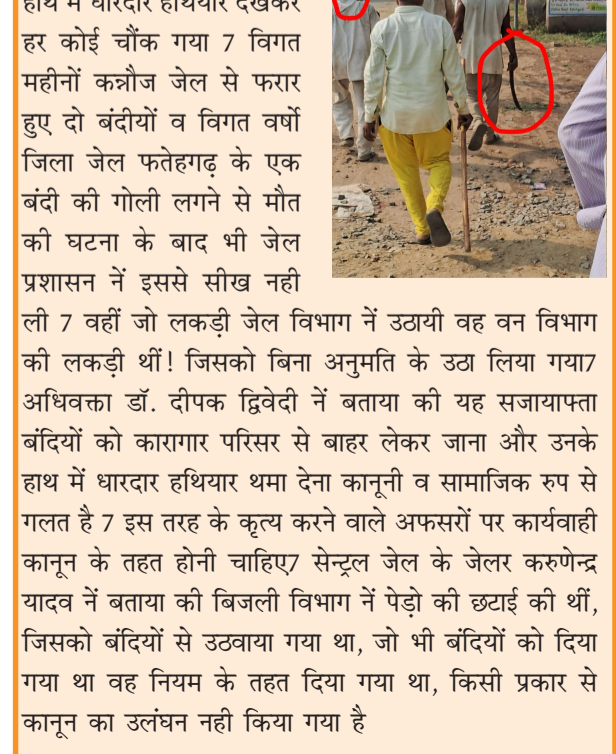 हाथ में धारदार हथियार देखकर
हर कोई चौंक गया 7 विगत
महीनों कन्नौज जेल से फरार
हुए दो बंदीयों व विगत वर्षो
जिला जेल फतेहगढ़ के एक
बंदी की गोली लगने से मौत
की घटना के बाद भी जेल
प्रशासन नें इससे सीख नही
ली 7 वहीं जो लकड़ी जेल विभाग नें उठायी वह वन विभाग
की लकड़ी थीं! जिसको बिना अनुमति के उठा लिया गया7
अधिवक्ता डॉ. दीपक द्विवेदी नें बताया की यह सजायाफ्ता
बंदियों को कारागार परिसर से बाहर लेकर जाना और उनके
हाथ में धारदार हथियार थमा देना कानूनी व सामाजिक रुप से
गलत है 7 इस तरह के कृत्य करने वाले अफसरों पर कार्यवाही
कानून के तहत होनी चाहिए7 सेन्ट्रल जेल के जेलर करुणेन्द्र
यादव नें बताया की बिजली विभाग नें पेड़ो की छटाई की थीं,
जिसको बंदियों से उठवाया गया था, जो भी बंदियों को दिया
गया था वह नियम के तहत दिया गया था, किसी प्रकार से
कानून का उलंघन नही किया गया है